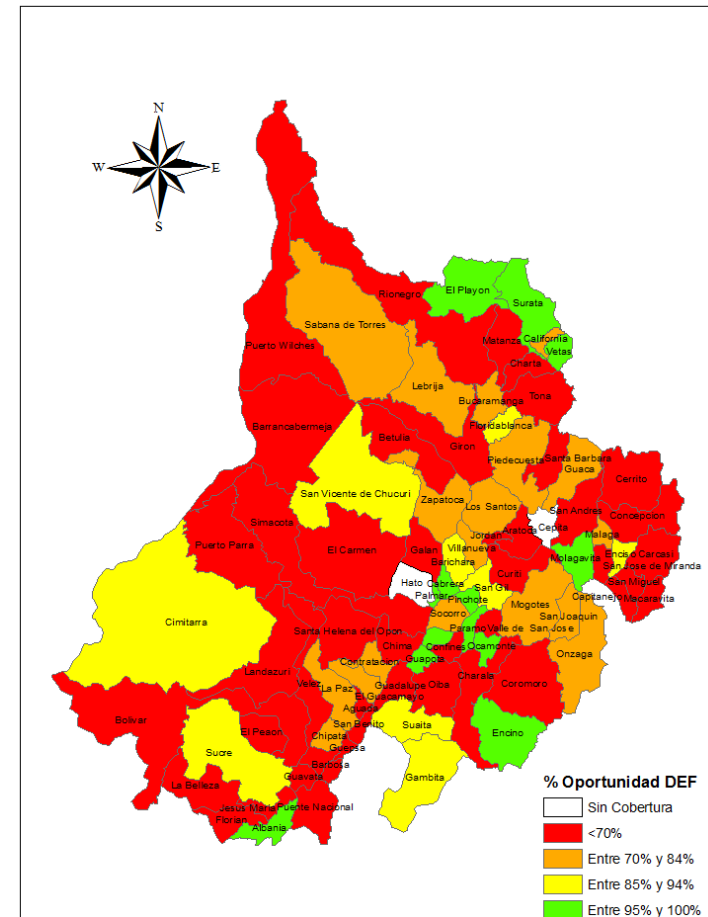 N
W E
S
Rionegro
El Playon
Surata
Sabana de Torres
California
Matanza
Vetas
Puerto Wilches
Charta
Lebrija
Tona
Bucaramanga
Barrancabermeja
Floridablanca
Betulia
Giron
Piedecuesta
Santa Barbara
Guaca
Cerrito
San Vicente de Chucuri
Zapatoca
Los Santos
San Andres
Concepcion
Simacota
Aratoca
Cepita
Jordan
Malaga
Puerto Parra
El Carmen
Galan
Villanueva
Enciso
Carcasi
Barichara
Molagavita
San Jose de Miranda
Curiti
Hato
Cabrera
San Gil
San Miguel
Palmar
Pinchote
Capitanejo
Macaravita
Mogotes
Cimitarra
Socorro
San Joaquin
Santa Helena del Opon
Paramo
Valle de San Jose
Chima
Confines
Ocamonte
Onzaga
Guapota
Contratacion
Landazuri
Velez
La Paz
Guadalupe
Oiba
Charala
Coromoro
El Guacamayo
Aguada
Bolivar
San Benito
Suaita
El Peaon
Chipata
Encino
Guepsa
Sucre
Barbosa
Guavata
Gambita
La Belleza
Jesus Maria
Puente Nacional
Florian
Albania
% Oportunidad DEF
Sin Cobertura
<70%
Entre 70% y 84%
Entre 85% y 94%
Entre 95% y 100%